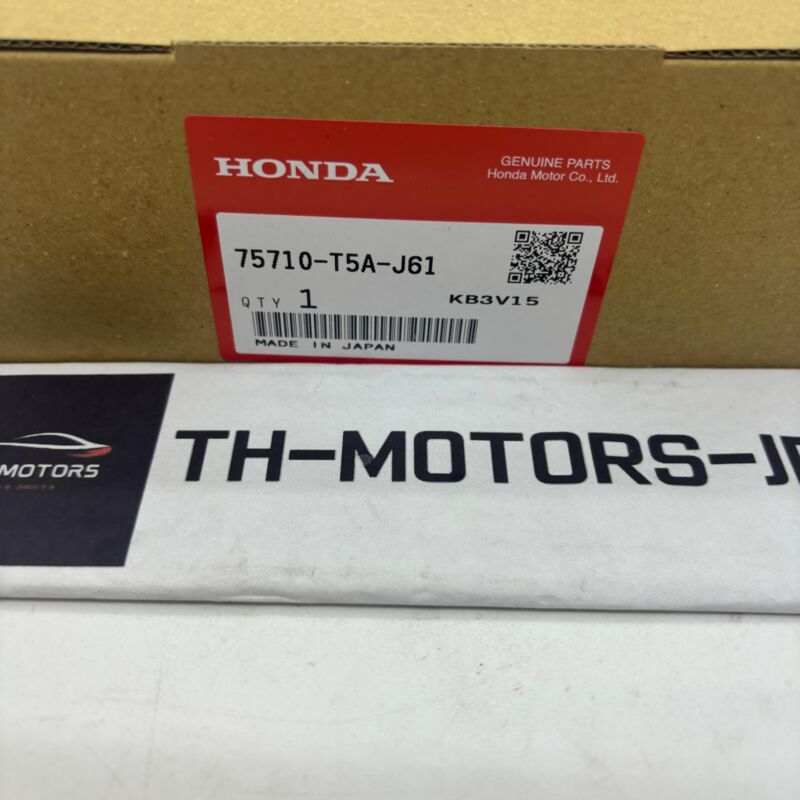 HONDA
GENUINE PARTS
Honda Motor Co., Ltd.
75710-T5A-J61
QTY 1
KB3V15
MADE IN JAPAN
MOTORS
TH-MOTORS-J